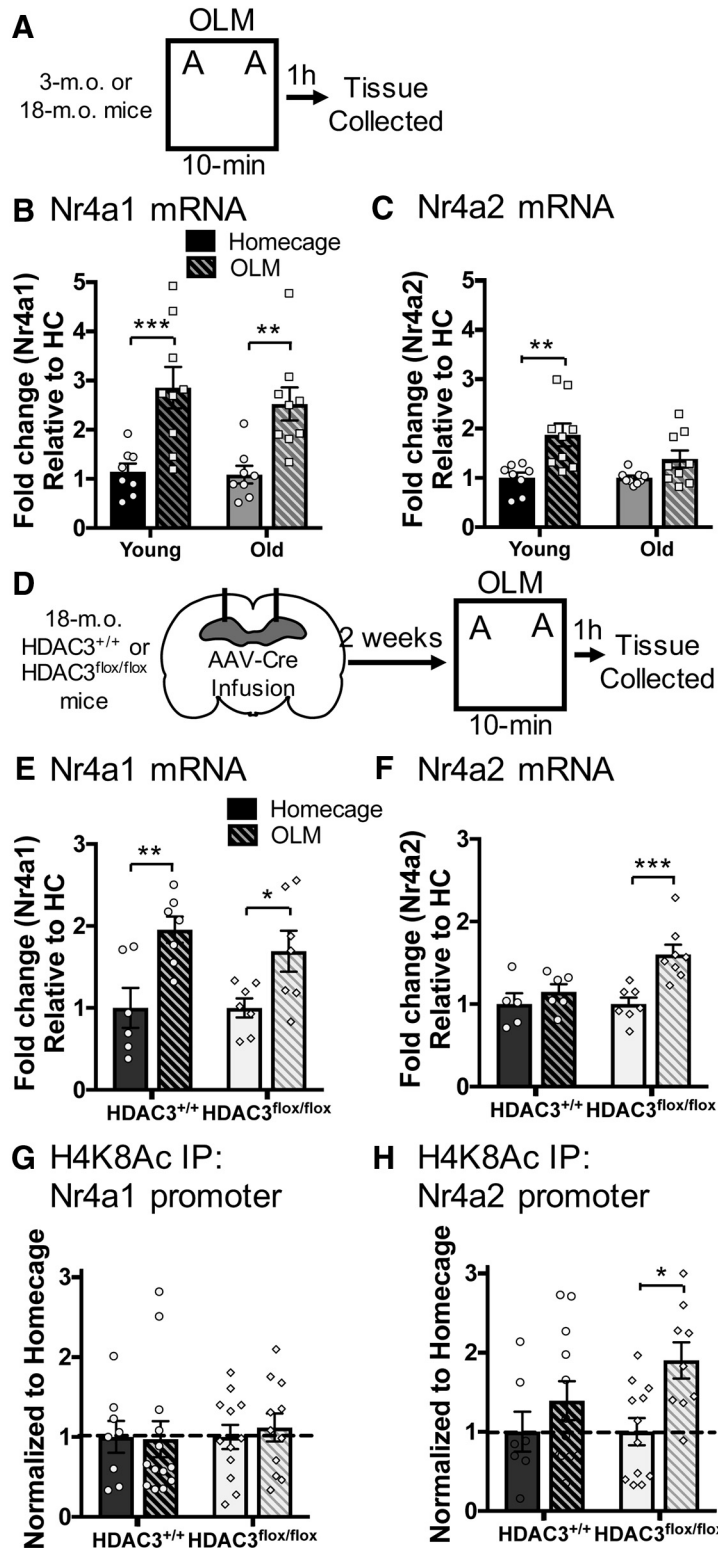 A
OLM
A A
3-m.o. or
18-m.o. mice
1h
Tissue
Collected
10-min
B Nr4a1 mRNA
Homecage
OLM
Fold change (Nr4a1)
Relative to HC
5
4
3
2
1
0
***
**
Young
Old
C Nr4a2 mRNA
Fold change (Nr4a2)
Relative to HC
5
4
3
2
1
0
**
Young
Old
D
18-m.o.
HDAC3+/+ or
HDAC3flox/flox
mice
AAV-Cre
Infusion
2 weeks
OLM
A A
10-min
1h
Tissue
Collected
E Nr4a1 mRNA
Homecage
OLM
Fold change (Nr4a1)
Relative to HC
3
2
1
0
**
*
HDAC3+/+
HDAC3flox/flox
F Nr4a2 mRNA
Fold change (Nr4a2)
Relative to HC
3
2
1
0
***
HDAC3+/+
HDAC3flox/flox
G H4K8Ac IP:
Nr4a1 promoter
Normalized to Homecage
3
2
1
0
HDAC3+/+
HDAC3flox/flox
H H4K8Ac IP:
Nr4a2 promoter
Normalized to Homecage
3
2
1
0
*
HDAC3+/+
HDAC3flox/flox